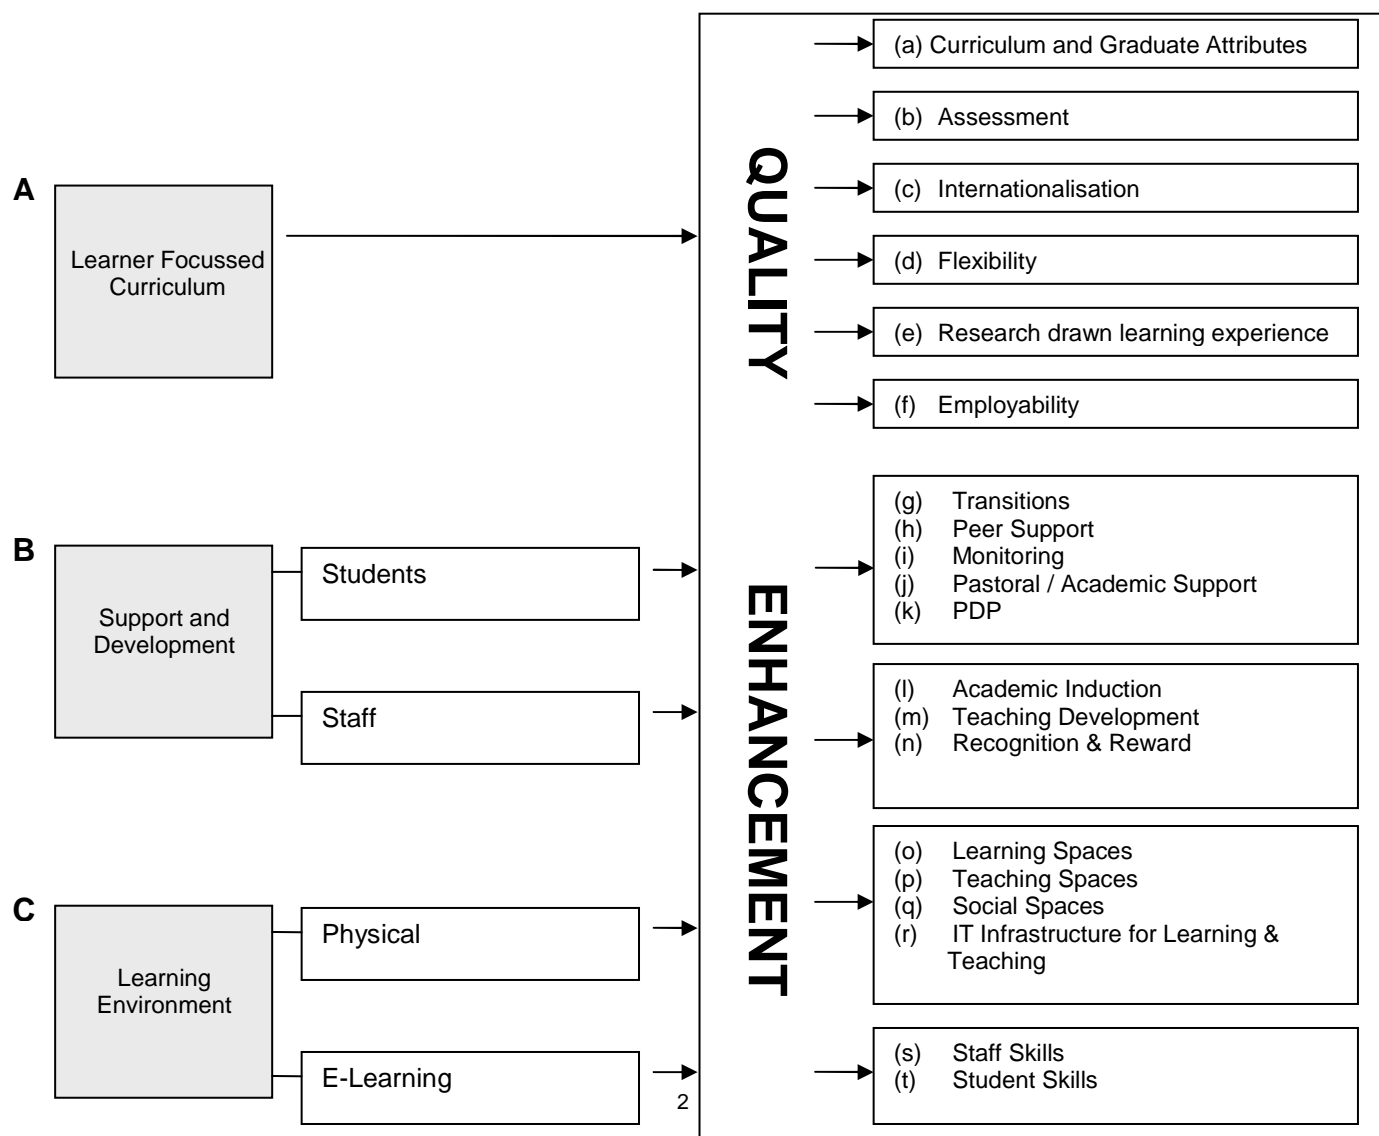 A
Learner Focussed
Curriculum
B
Support and
Development
Students
Staff
C
Learning
Environment
Physical
E-Learning
2
QUALITY
ENHANCEMENT
(a) Curriculum and Graduate Attributes
(b) Assessment
(c) Internationalisation
(d) Flexibility
(e) Research drawn learning experience
(f) Employability
(g) Transitions
(h) Peer Support
(i) Monitoring
(j) Pastoral / Academic Support
(k) PDP
(l) Academic Induction
(m) Teaching Development
(n) Recognition & Reward
(o) Learning Spaces
(p) Teaching Spaces
(q) Social Spaces
(r) IT Infrastructure for Learning &
Teaching
(s) Staff Skills
(t) Student Skills